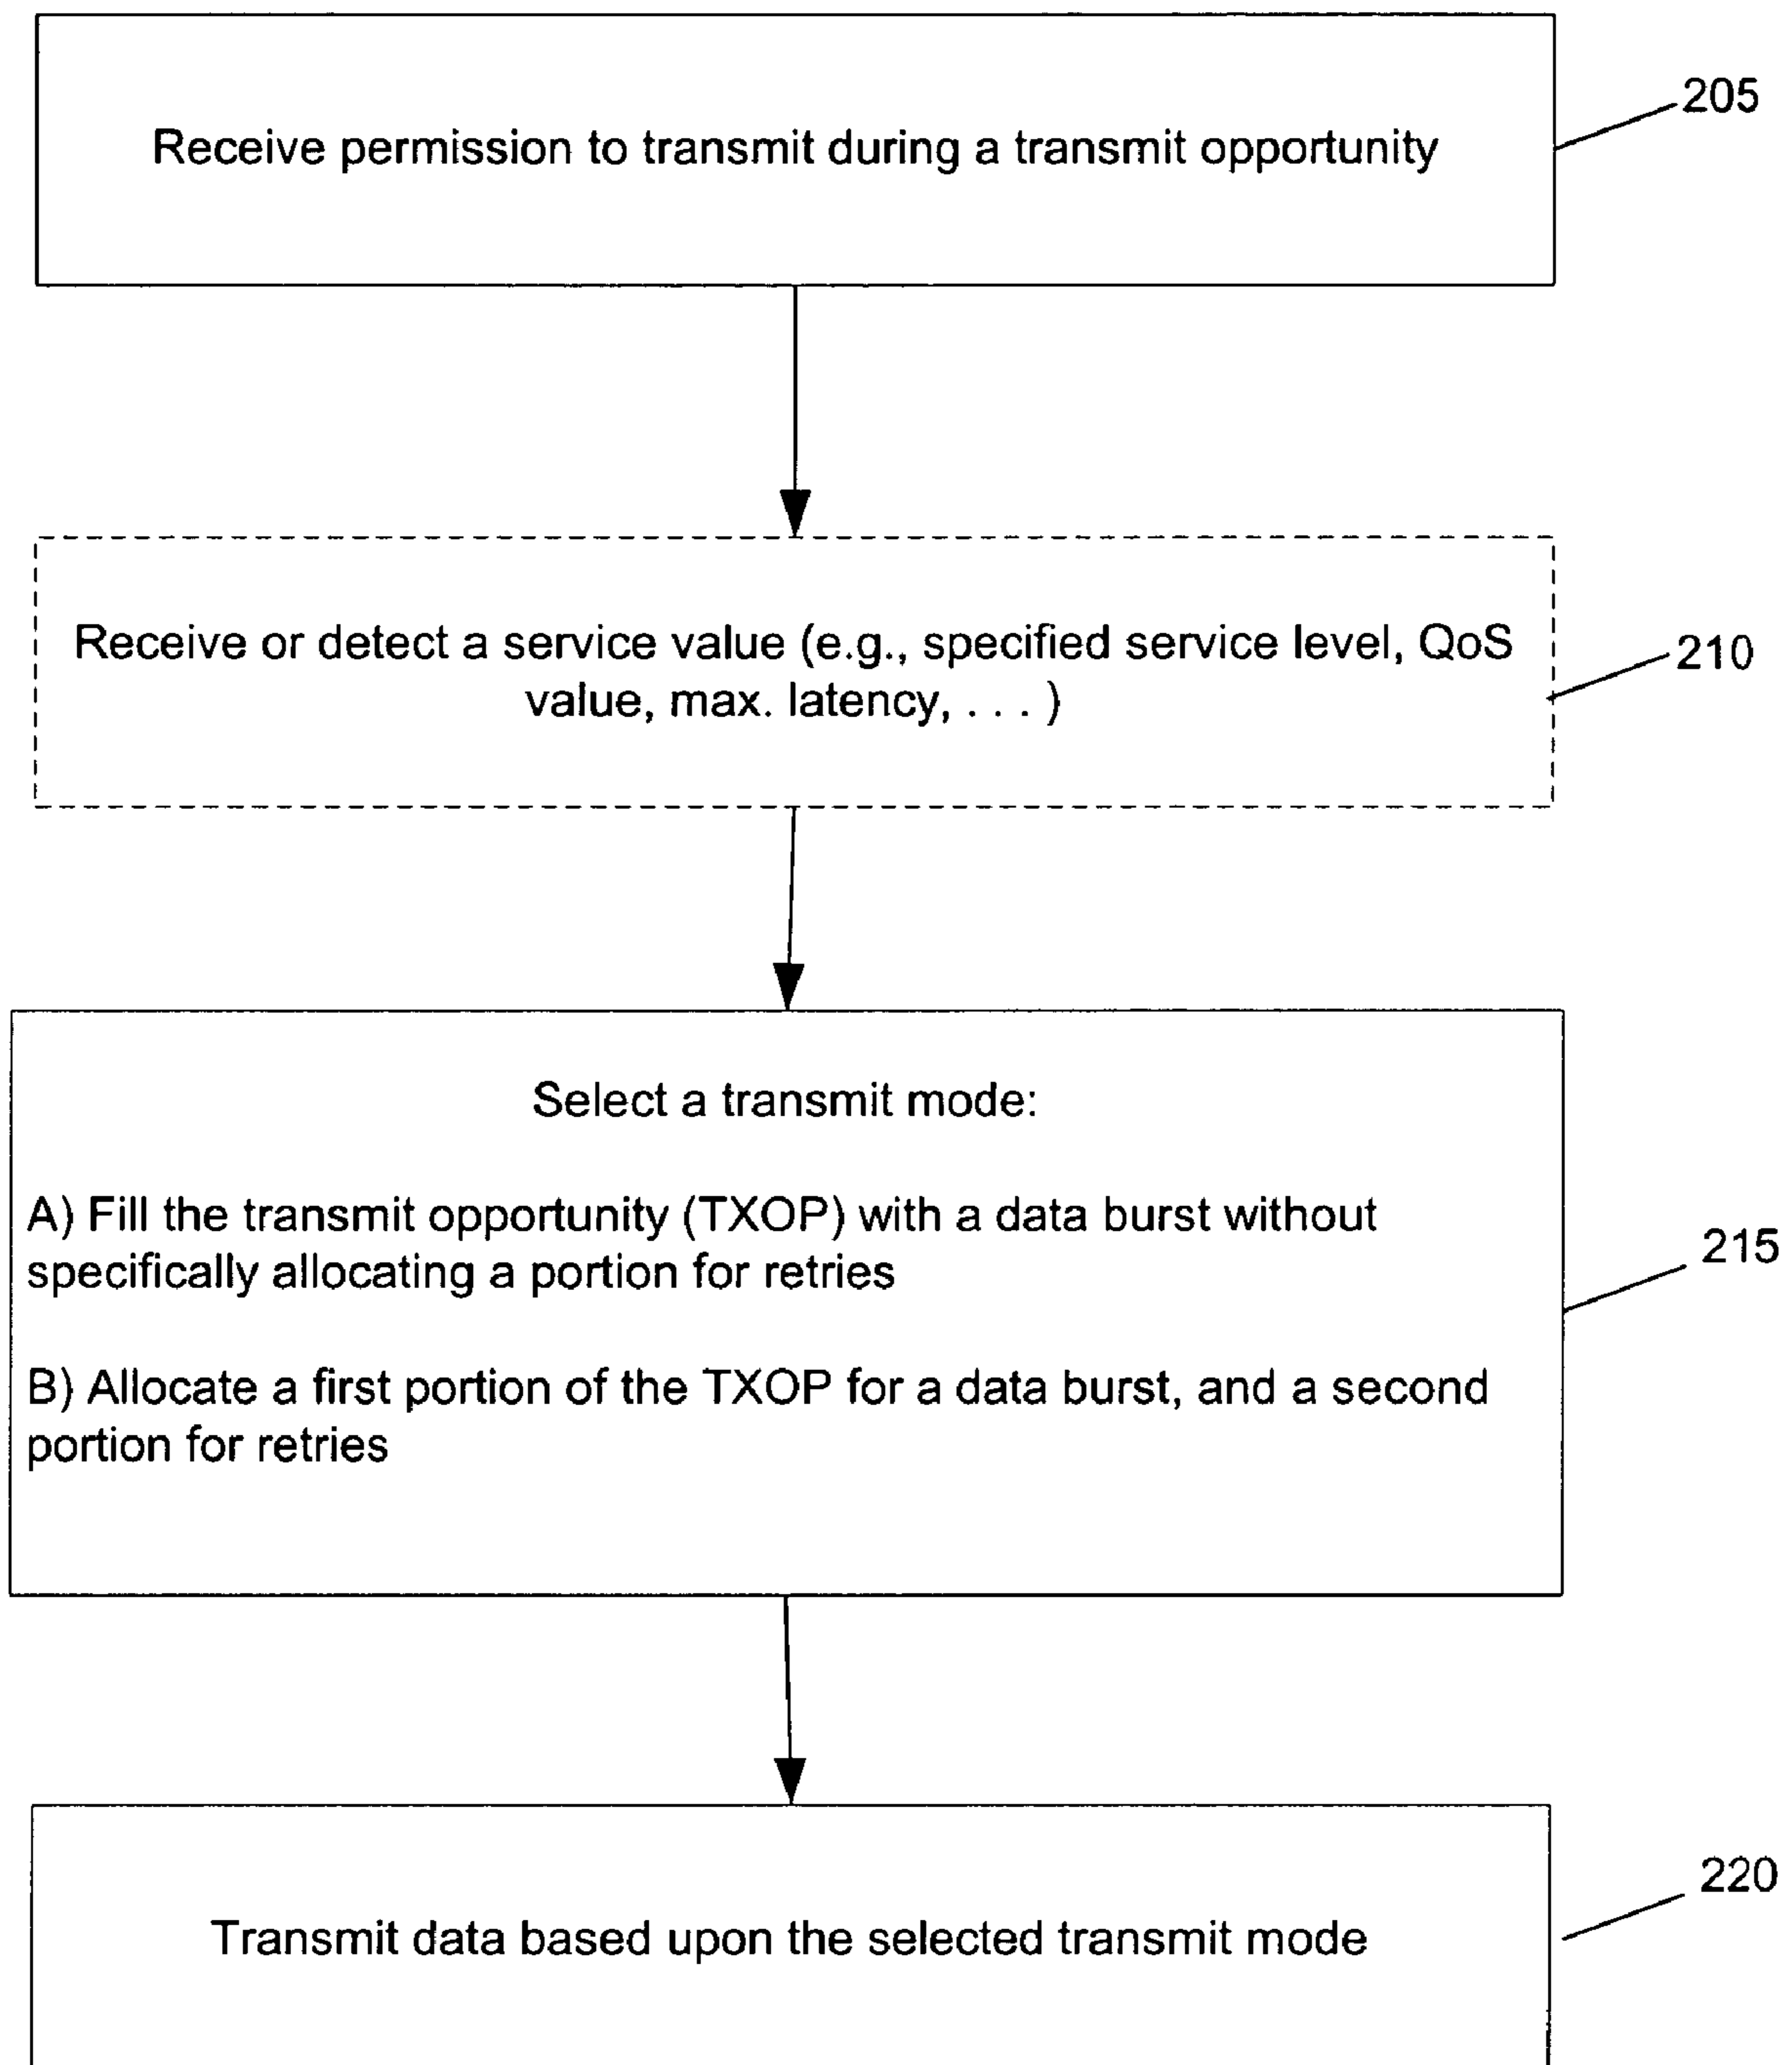 Receive permission to transmit during a transmit opportunity
205
Receive or detect a service value (e.g., specified service level, QoS
value, max. latency, . . . )
210
Select a transmit mode:
A) Fill the transmit opportunity (TXOP) with a data burst without
specifically allocating a portion for retries
215
B) Allocate a first portion of the TXOP for a data burst, and a second
portion for retries
220
Transmit data based upon the selected transmit mode